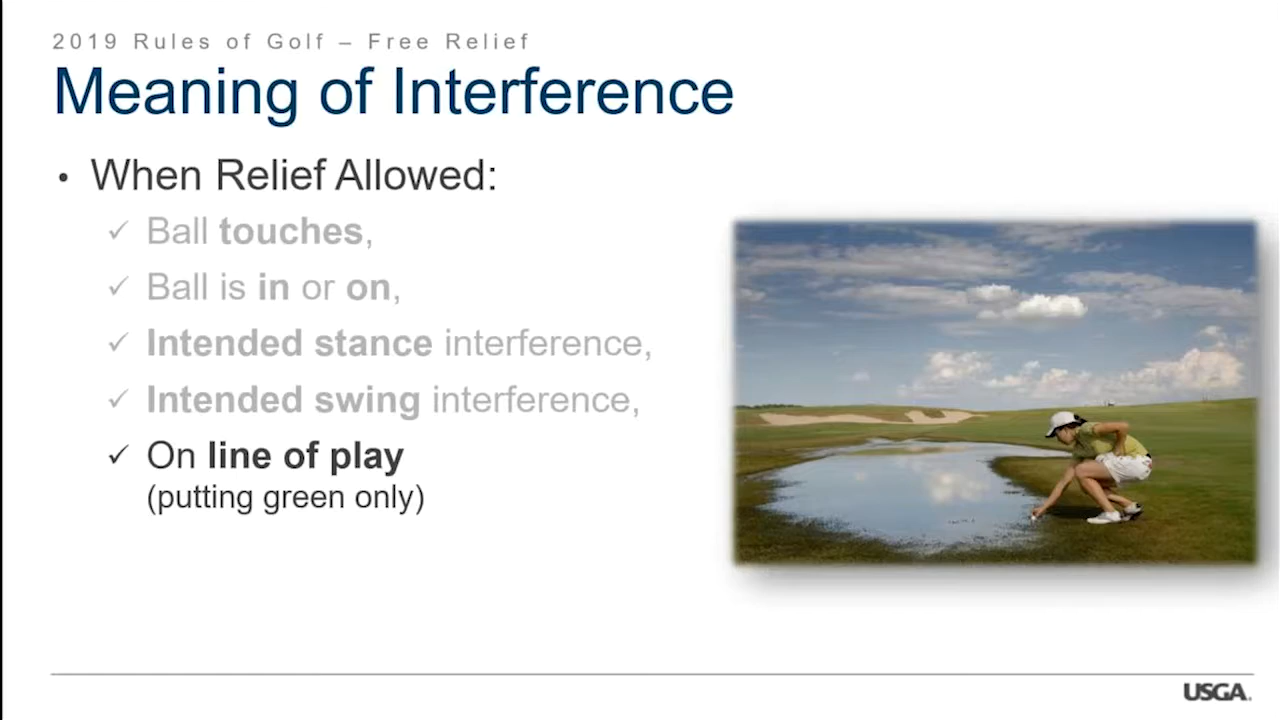 2019 Rules of Golf – Free Relief
Meaning of Interference
• When Relief Allowed:
✓ Ball touches,
✓ Ball is in or on,
✓ Intended stance interference,
✓ Intended swing interference,
✓ On line of play
(putting green only)
USGA.